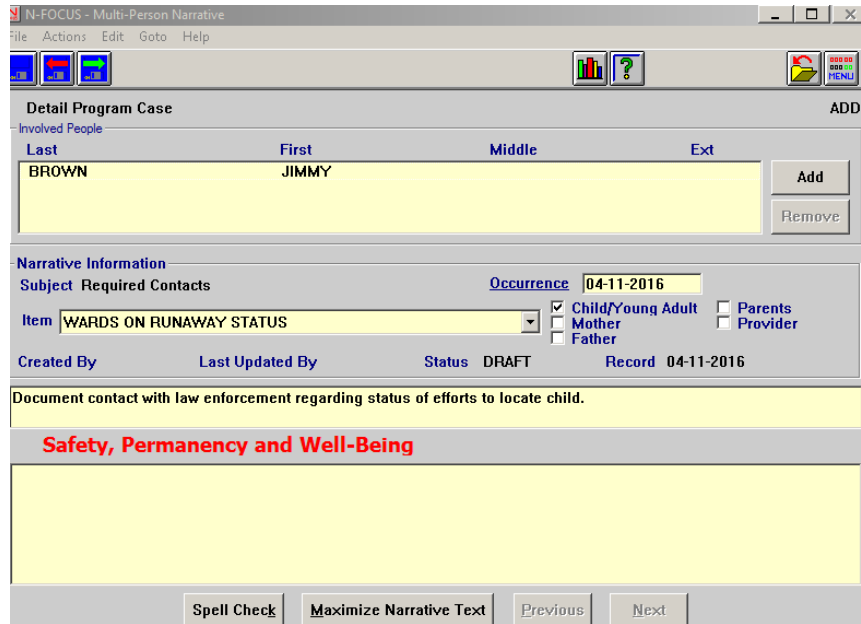 N-FOCUS - Multi-Person Narrative
File Actions Edit Goto Help
MENU
Detail Program Case ADD
Involved People
Last First Middle Ext
BROWN JIMMY
Add
Remove
Narrative Information
Subject Required Contacts Occurrence 04-11-2016
Item WARDS ON RUNAWAY STATUS
Child/Young Adult Parents
Mother Provider
Father
Created By Last Updated By Status DRAFT Record 04-11-2016
Document contact with law enforcement regarding status of efforts to locate child.
Safety, Permanency and Well-Being
Spell Check Maximize Narrative Text Previous Next